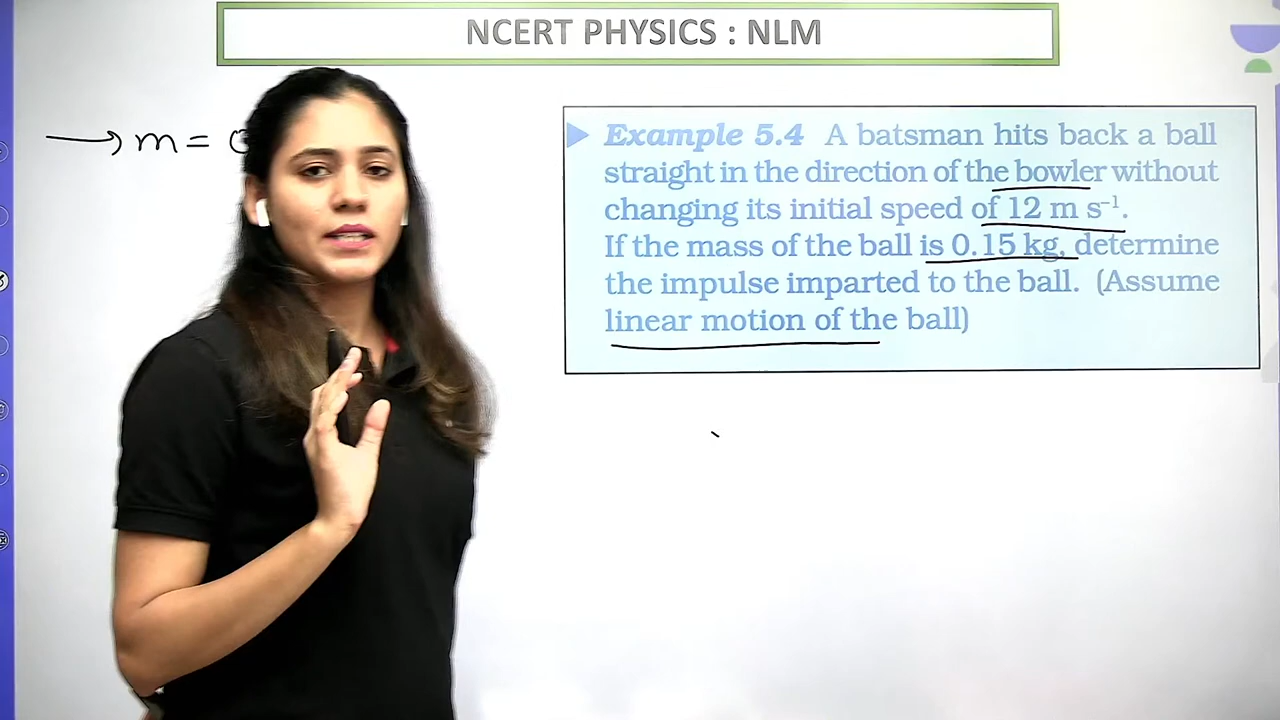 NCERT PHYSICS : NLM
→ m =
Example 5.4 A batsman hits back a ball
straight in the direction of the bowler without
changing its initial speed of 12 m s⁻¹.
If the mass of the ball is 0.15 kg, determine
the impulse imparted to the ball. (Assume
linear motion of the ball)